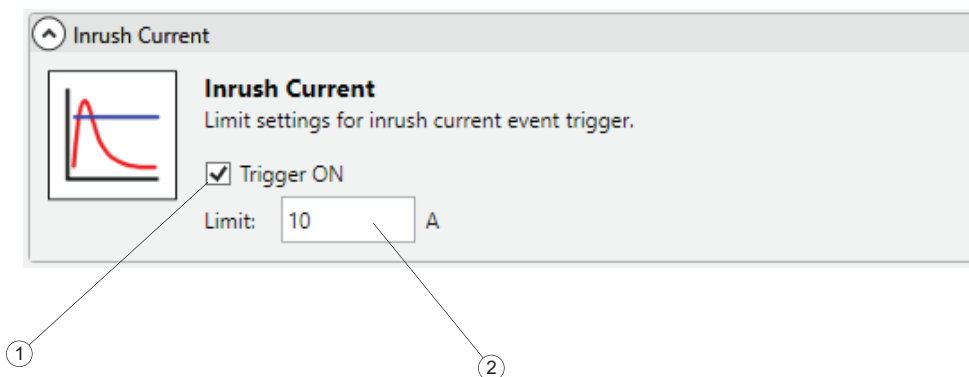 Inrush Current
Inrush Current
Limit settings for inrush current event trigger.
Trigger ON
Limit: 10 A
1
2